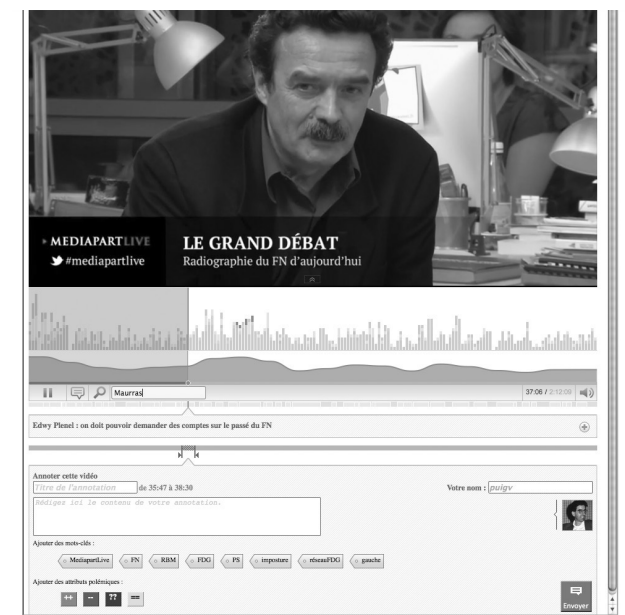 MEDIAPARTLIVE
#mediapartlive
LE GRAND DÉBAT
Radiographie du FN d'aujourd'hui
Maurras
37:06 / 2:12:09
Edwy Plenel : on doit pouvoir demander des comptes sur le passé du FN
Annoter cette vidéo
Titre de l'annotation
de 35:47 à 38:30
Votre nom : puigv
Rédigez ici le contenu de votre annotation.
Ajouter des mots-clés :
MediapartLive FN RBM FDG PS imposture réseauFDG gauche
Ajouter des attributs polémiques :
++ -- ?? ==
Envoyer